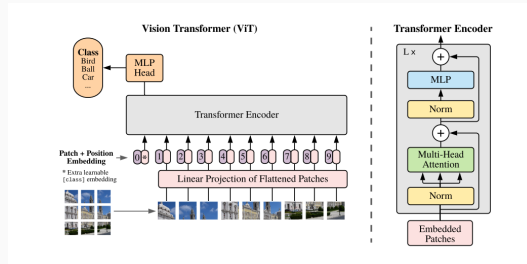 Vision Transformer (ViT)
Class
Bird
Ball
Car
...
MLP
Head
Transformer Encoder
Patch + Position
Embedding
* Extra learnable
[class] embedding
0 * 1 2 3 4 5 6 7 8 9
Linear Projection of Flattened Patches
Transformer Encoder
L x
+
MLP
Norm
+
Multi-Head
Attention
Norm
Embedded
Patches